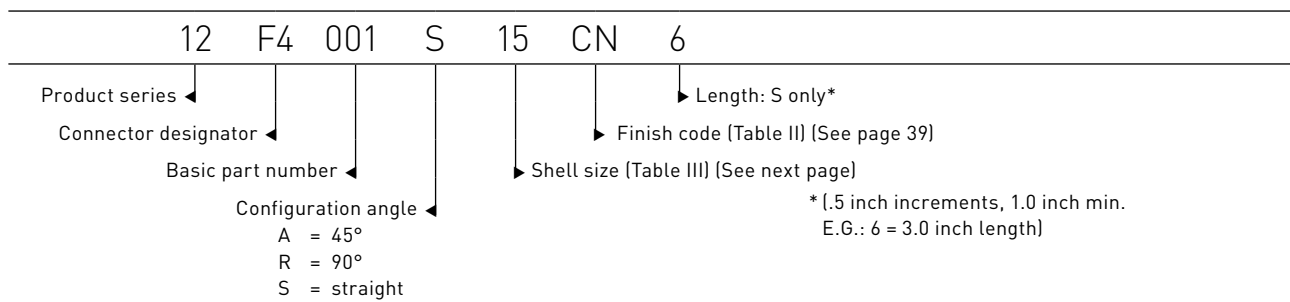 12 F4 001 S 15 CN 6
Product series
Length: S only*
Connector designator
Finish code (Table II) (See page 39)
Basic part number
Shell size (Table III) (See next page)
Configuration angle
A = 45°
R = 90°
S = straight
* (.5 inch increments, 1.0 inch min.
E.G.: 6 = 3.0 inch length)